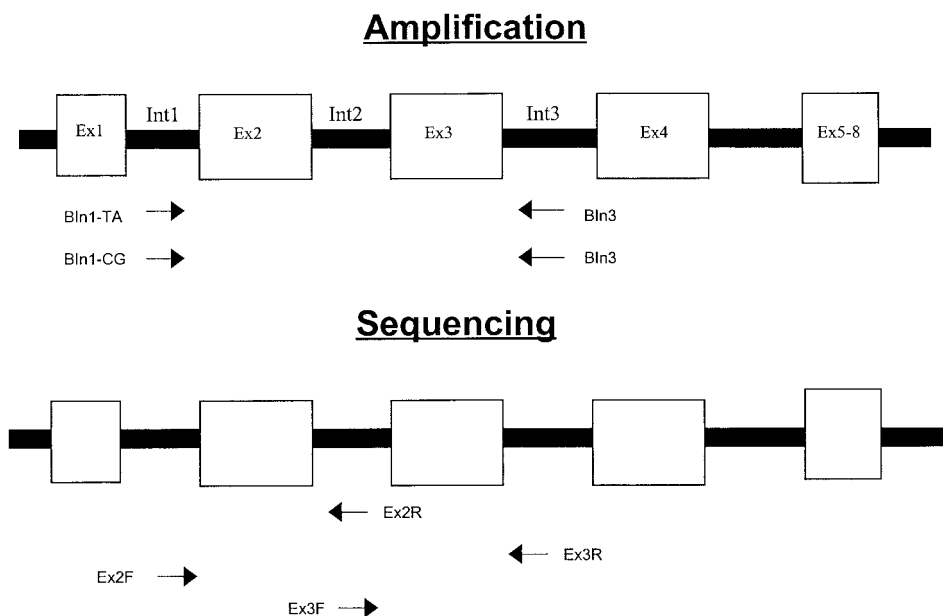 Amplification
Int1 Int2 Int3
Ex1 Ex2 Ex3 Ex4 Ex5-8
BIn1-TA BIn3
BIn1-CG BIn3
Sequencing
Ex2R
Ex3R
Ex2F
Ex3F